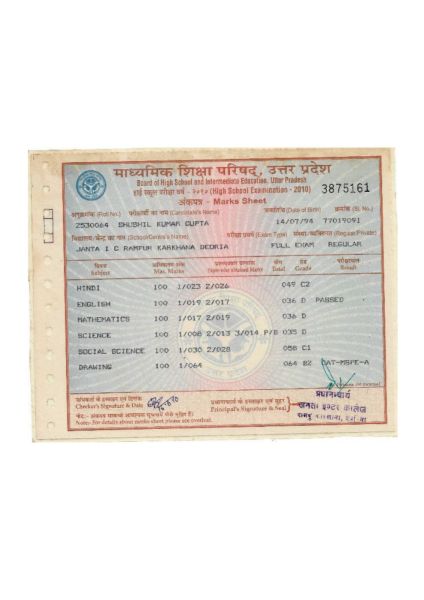 माध्यमिक शिक्षा परिषद्, उत्तर प्रदेश
Board of High School and Intermediate Education, Uttar Pradesh
हाई स्कूल परीक्षा वर्ष - २०१० (High School Examination - 2010) 3875161
अंकपत्र - Marks Sheet
अनुक्रमांक (Roll No.) परीक्षार्थी का नाम (Candidate's Name) जन्मतिथि (Date of Birth) क्रमांक (Sl. No.)
2530064 SHUSHIL KUMAR GUPTA 14/07/94 77019091
विद्यालय/केन्द्र का नाम (School/Centre's Name) परीक्षा प्रकार (Exam Type) संस्था/व्यक्तिगत (Regular/Private)
JANTA I C RAMPUR KARKHANA DEORIA FULL EXAM REGULAR
विषय अधिकतम अंक योग ग्रेड परीक्षाफल
Subject Max. Marks Total Grade Result
HINDI 100 1/023 2/026 049 C2
ENGLISH 100 1/019 2/017 036 D PASSED
MATHEMATICS 100 1/017 2/019 036 D
SCIENCE 100 1/008 2/013 3/014 P/B 035 D
SOCIAL SCIENCE 100 1/030 2/028 058 C1
DRAWING 100 1/064 064 B2 CAT-MSPE-A
जांचकर्ता के हस्ताक्षर एवं दिनांक प्रधानाचार्य के हस्ताक्षर एवं मुहर
Checker's Signature & Date Principal's Signature & Seal
प्रधानाचार्य
जनता इण्टर कालेज
Note:- For details about marks sheet please see overleaf.